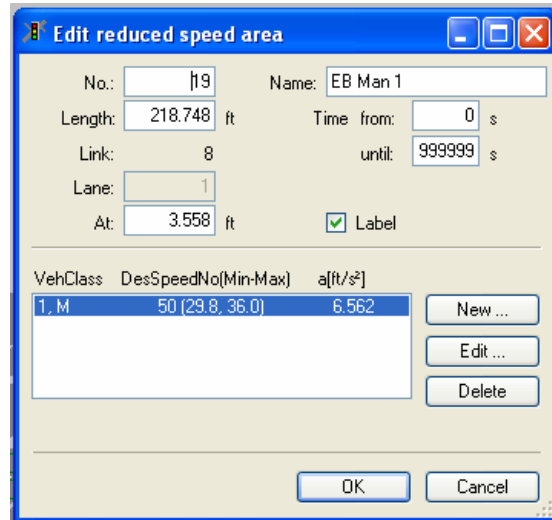 Edit reduced speed area
No.: 19 Name: EB Man 1
Length: 218.748 ft Time from: 0 s
Link: 8 until: 999999 s
Lane: 1
At: 3.558 ft Label
VehClass DesSpeedNo(Min-Max) a[ft/s²]
1, M 50 (29.8, 36.0) 6.562
New ...
Edit ...
Delete
OK Cancel